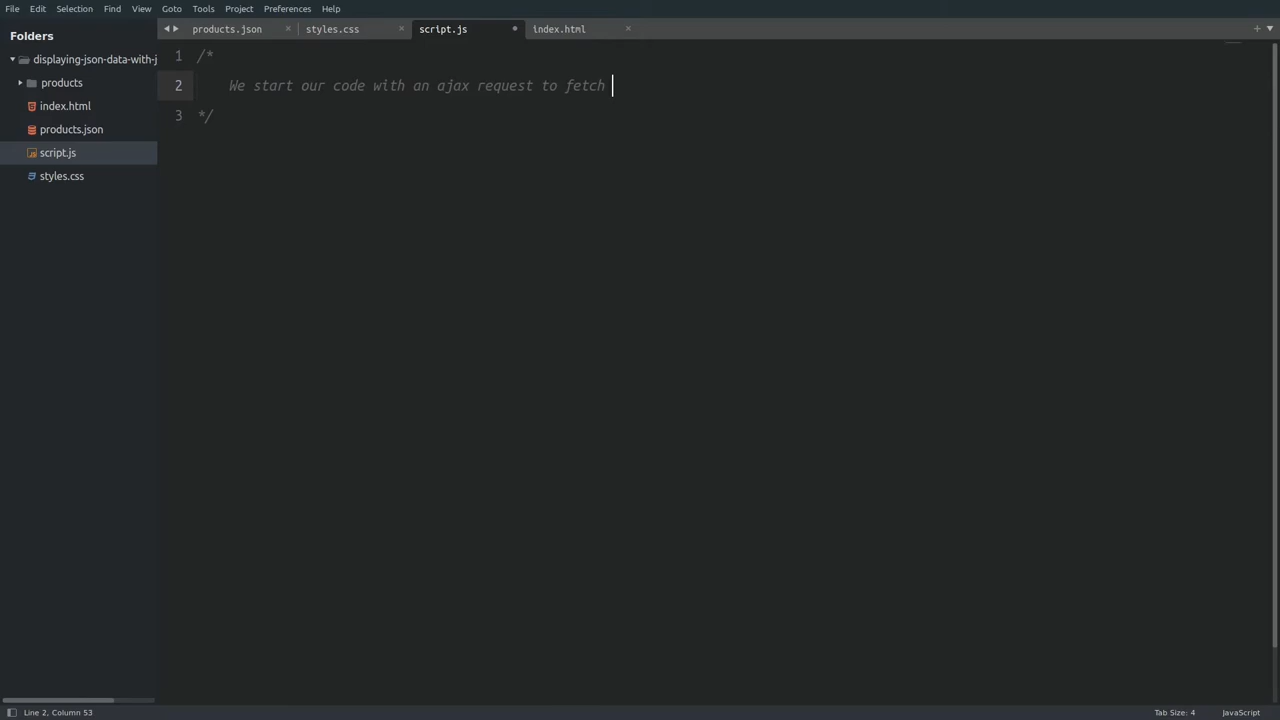 File Edit Selection Find View Goto Tools Project Preferences Help
Folders
displaying-json-data-with-j
products
index.html
products.json
script.js
styles.css
products.json × styles.css × script.js index.html × +
1 /*
2 We start our code with an ajax request to fetch
3 */
Line 2, Column 53
Tab Size: 4 JavaScript